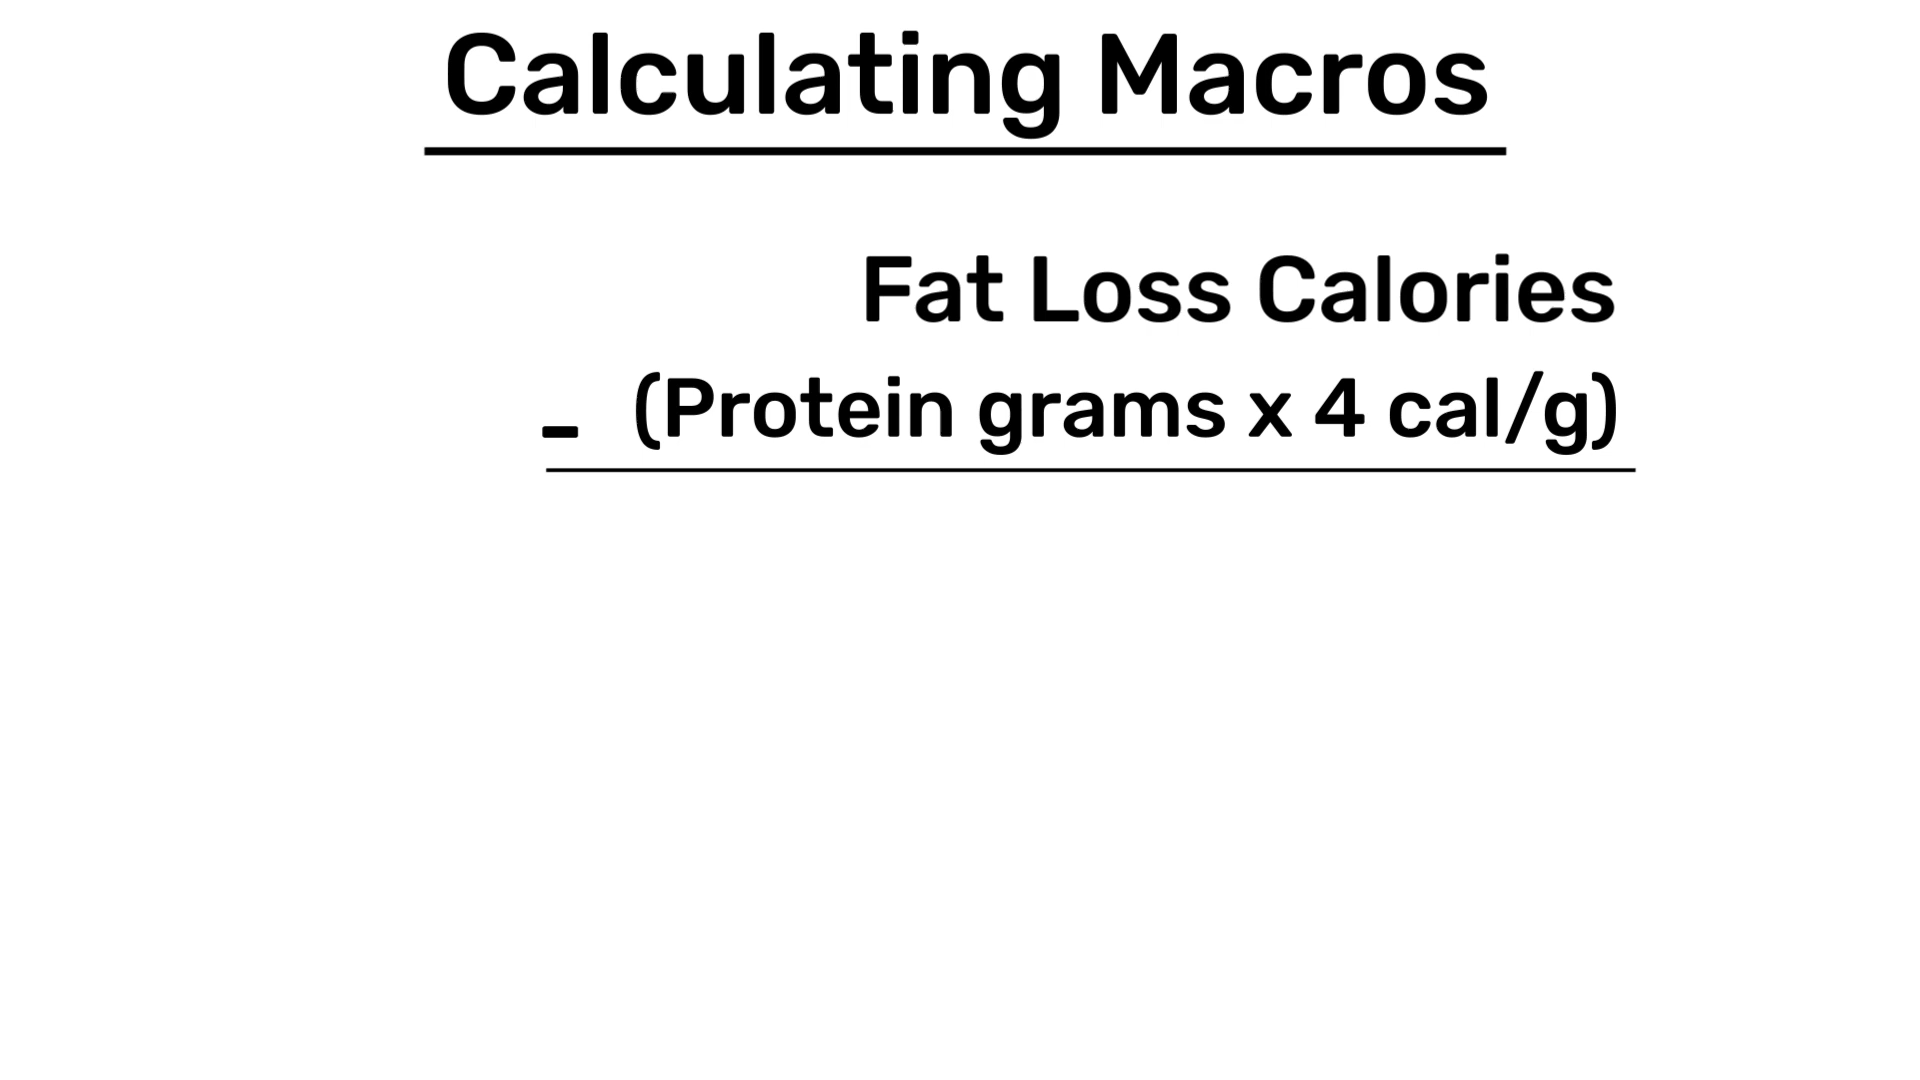 Calculating Macros
Fat Loss Calories
- (Protein grams x 4 cal/g)